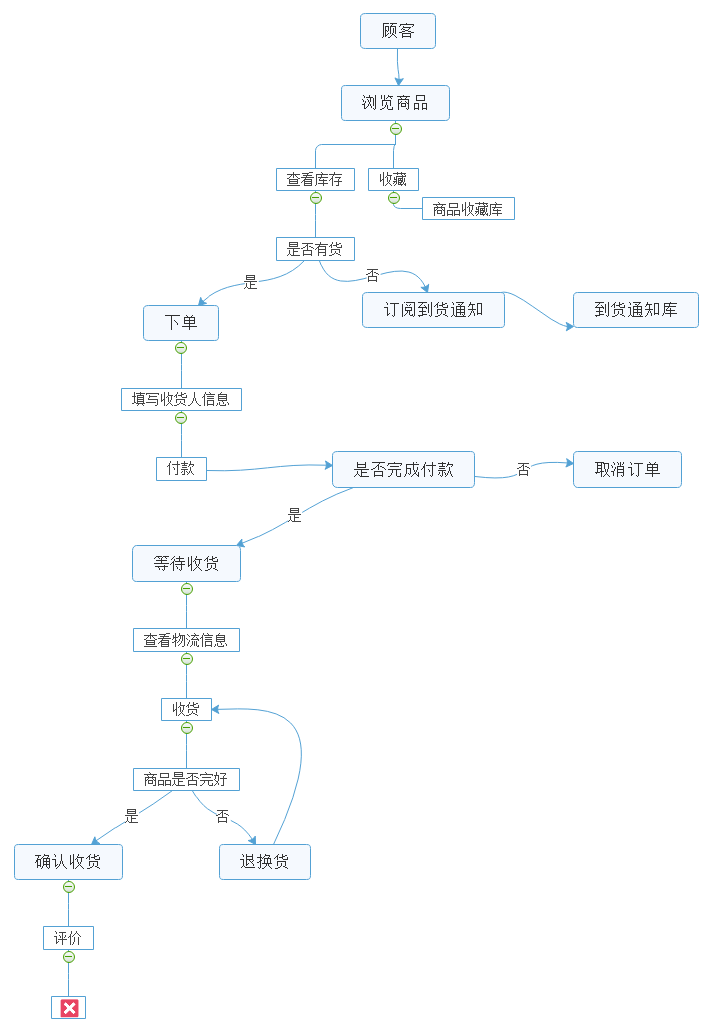 顾客
浏览商品
查看库存
收藏
商品收藏库
是否有货
是
否
下单
订阅到货通知
到货通知库
填写收货人信息
付款
是否完成付款
否
取消订单
是
等待收货
查看物流信息
收货
商品是否完好
是
否
确认收货
退换货
评价